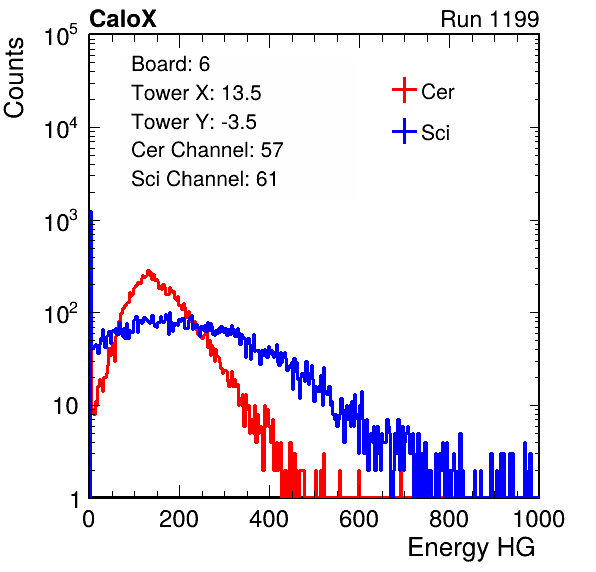 CaloX Run 1199
Counts
10^5
10^4
10^3
10^2
10
1
Board: 6
Tower X: 13.5
Tower Y: -3.5
Cer Channel: 57
Sci Channel: 61
Cer
Sci
0 200 400 600 800 1000
Energy HG